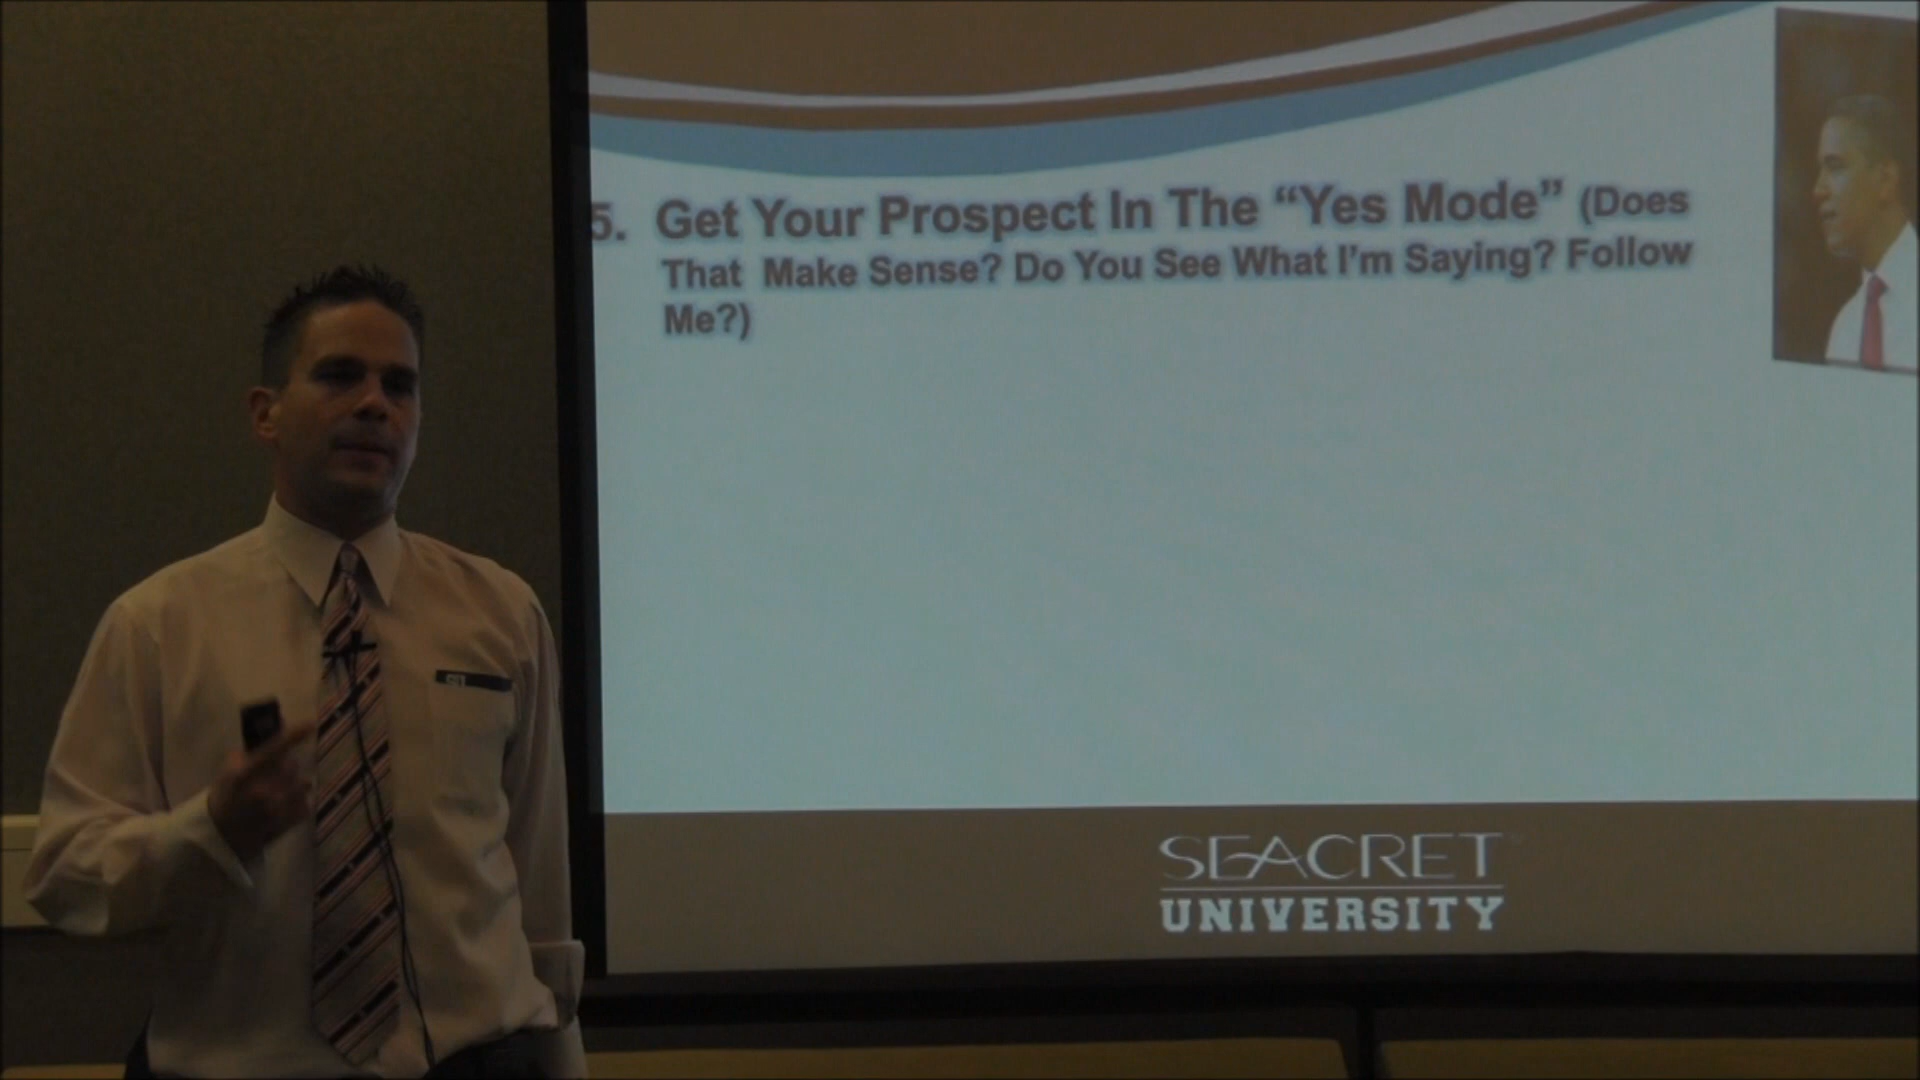 5. Get Your Prospect In The “Yes Mode” (Does
That Make Sense? Do You See What I’m Saying? Follow
Me?)
SEACRET
UNIVERSITY